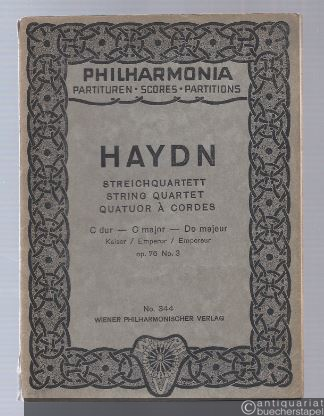 PHILHARMONIA
PARTITUREN • SCORES • PARTITIONS
HAYDN
STREICHQUARTETT
STRING QUARTET
QUATUOR À CORDES
C dur — C major — Do majeur
Kaiser / Emperor / Empereur
op. 76 No. 3
No. 344
WIENER PHILHARMONISCHER VERLAG
antiquariat
buecherstapel